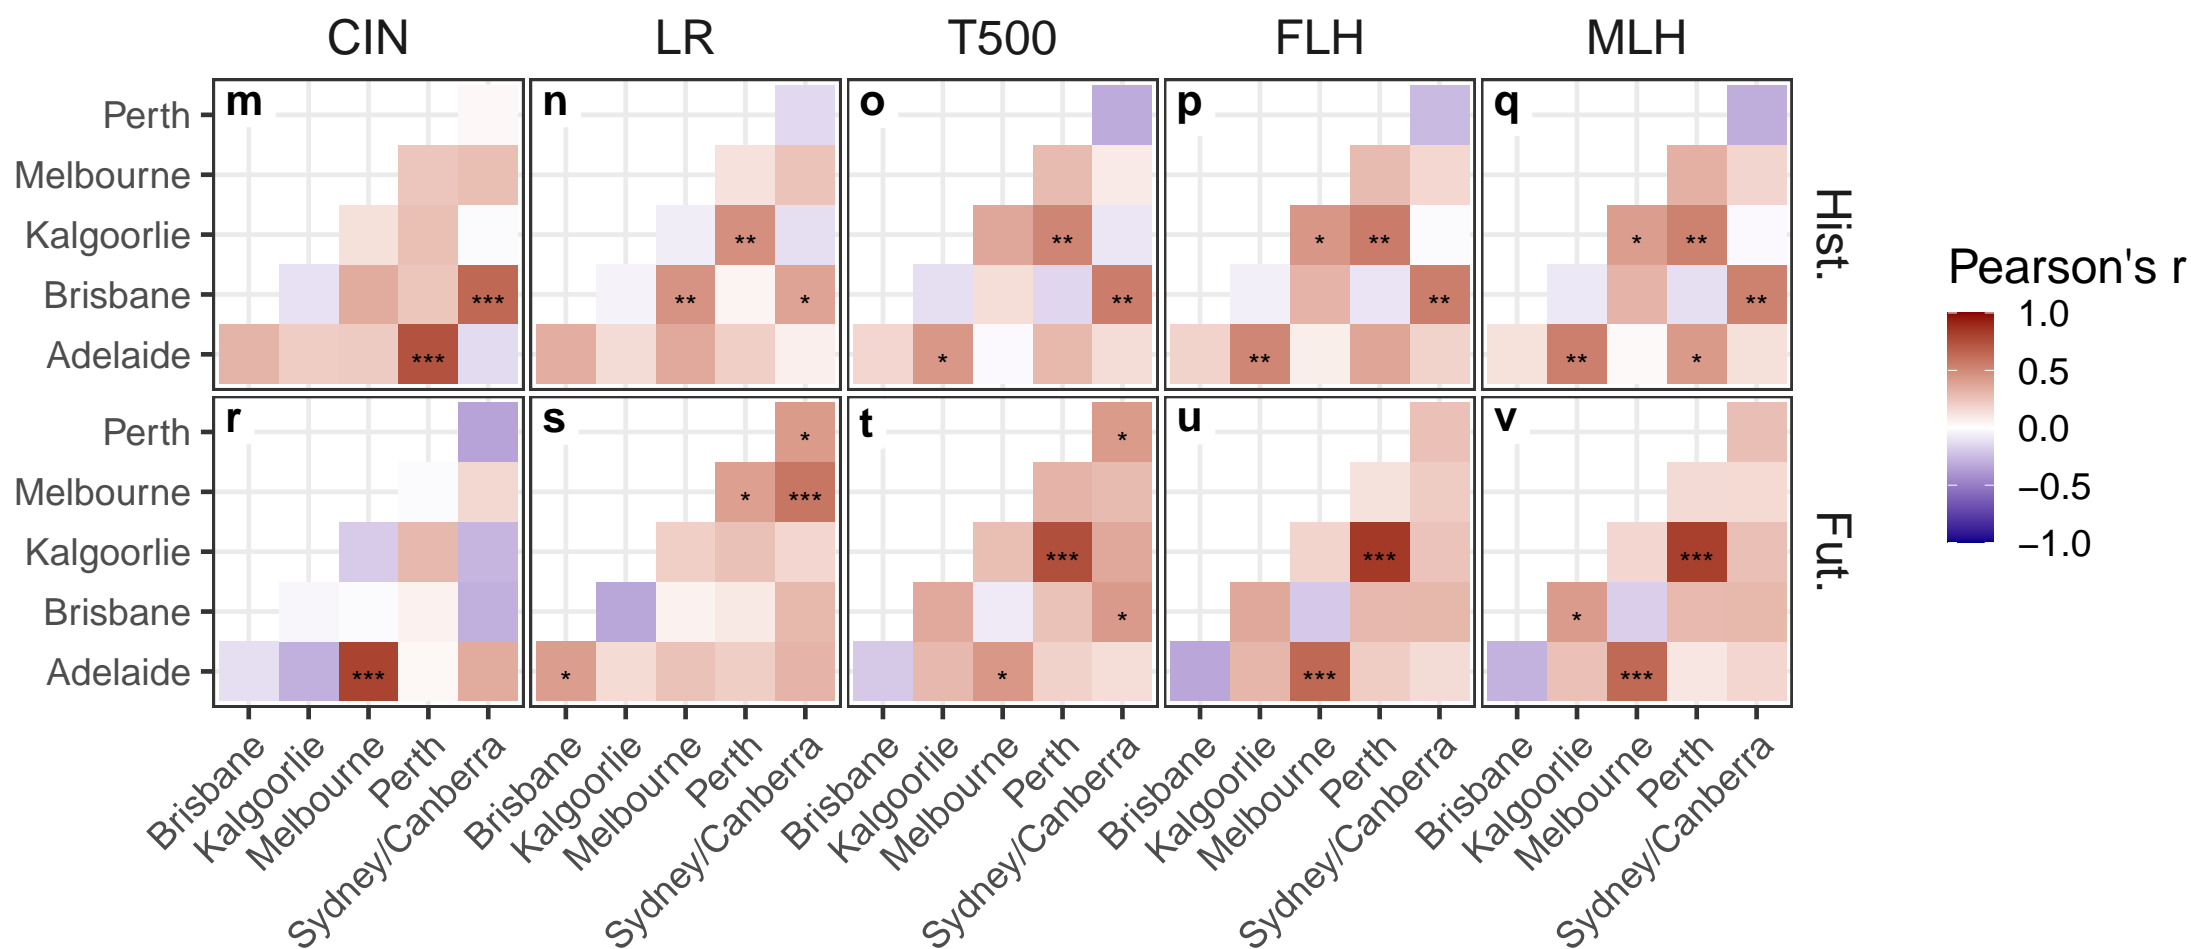 CIN LR T500 FLH MLH
m n o p q
Perth
Melbourne
Kalgoorlie ** ** * ** * **
Brisbane *** ** * ** ** **
Adelaide *** * ** ** *
Hist.
r s t u v
Perth * *
Melbourne * ***
Kalgoorlie *** *** ***
Brisbane * *
Adelaide *** * * *** ***
Fut.
Brisbane Kalgoorlie Melbourne Perth Sydney/Canberra
Brisbane Kalgoorlie Melbourne Perth Sydney/Canberra
Brisbane Kalgoorlie Melbourne Perth Sydney/Canberra
Brisbane Kalgoorlie Melbourne Perth Sydney/Canberra
Brisbane Kalgoorlie Melbourne Perth Sydney/Canberra
Pearson's r
1.0
0.5
0.0
−0.5
−1.0